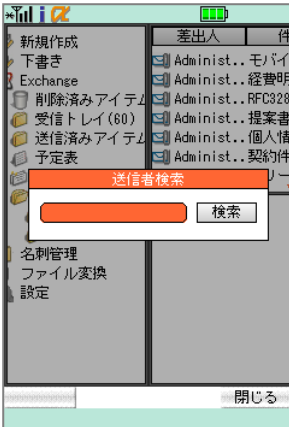 差出人 件
新規作成
下書き
Exchange
削除済みアイテム
受信トレイ(60)
送信済みアイテム
予定表
Administ.. モバイ
Administ.. 経費明
Administ.. RFC328
Administ.. 提案書
Administ.. 個人情
Administ.. 契約件
リー
送信者検索
検索
名刺管理
ファイル変換
設定
閉じる